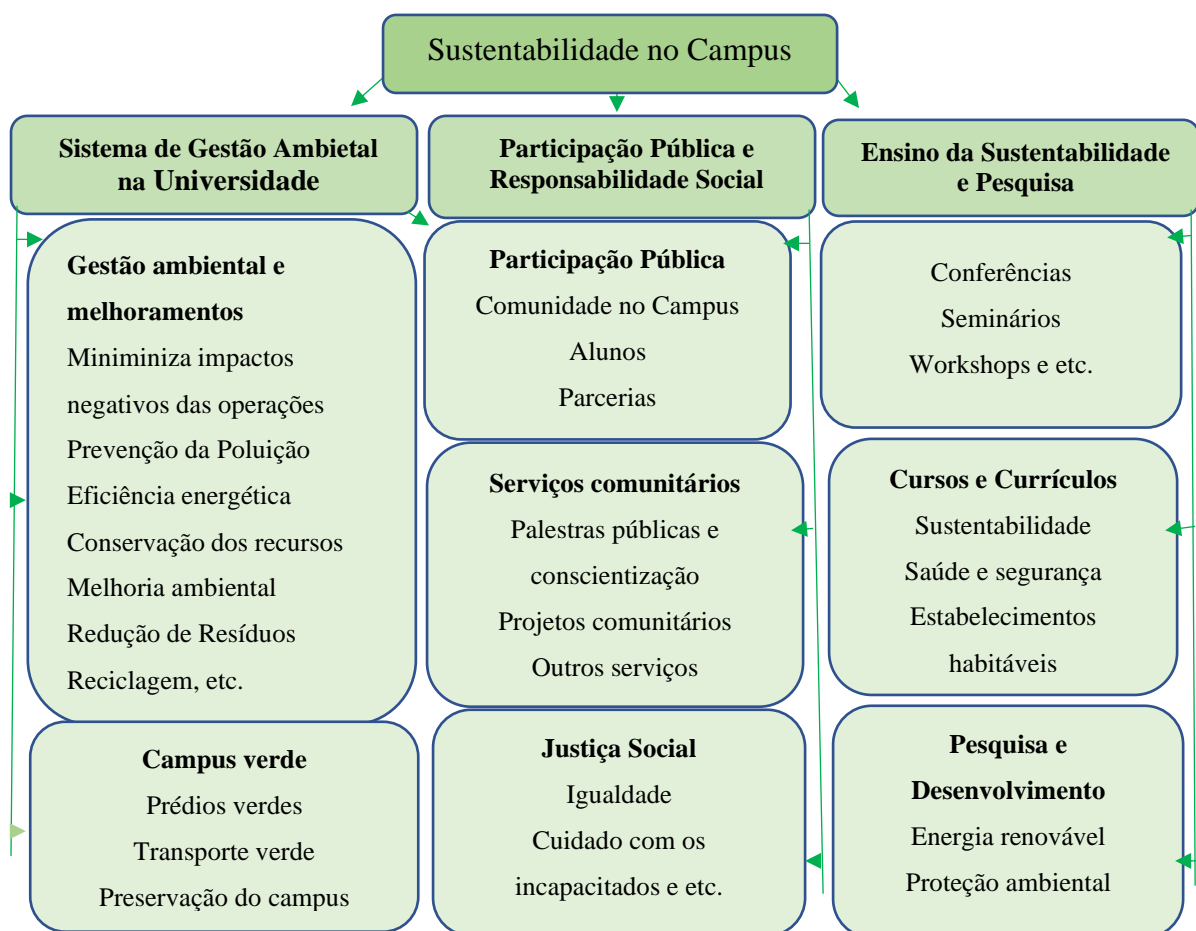 Sustentabilidade no Campus
Sistema de Gestão Ambietal
na Universidade
Gestão ambiental e
melhoramentos
Miniminiza impactos
negativos das operações
Prevenção da Poluição
Eficiência energética
Conservação dos recursos
Melhoria ambiental
Redução de Resíduos
Reciclagem, etc.
Campus verde
Prédios verdes
Transporte verde
Preservação do campus
Participação Pública e
Responsabilidade Social
Participação Pública
Comunidade no Campus
Alunos
Parcerias
Serviços comunitários
Palestras públicas e
conscientização
Projetos comunitários
Outros serviços
Justiça Social
Igualdade
Cuidado com os
incapacitados e etc.
Ensino da Sustentabilidade
e Pesquisa
Conferências
Seminários
Workshops e etc.
Cursos e Currículos
Sustentabilidade
Saúde e segurança
Estabelecimentos
habitáveis
Pesquisa e
Desenvolvimento
Energia renovável
Proteção ambiental